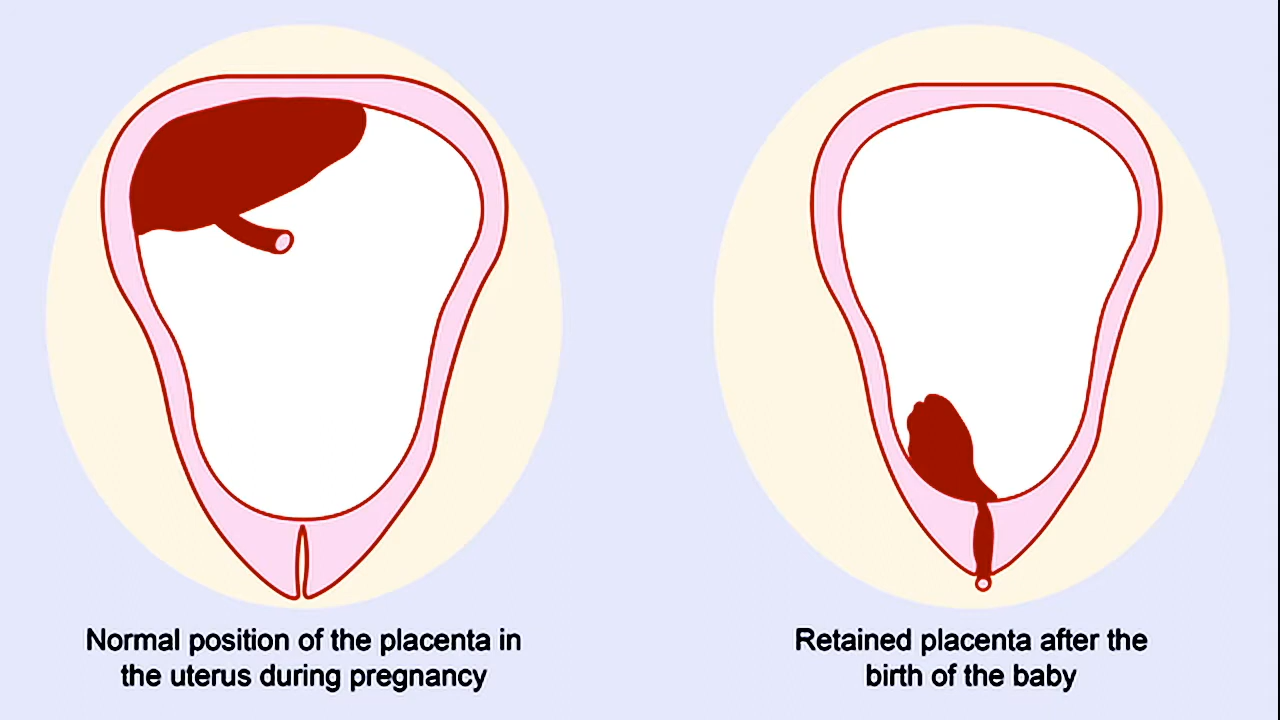 Normal position of the placenta in
the uterus during pregnancy
Retained placenta after the
birth of the baby